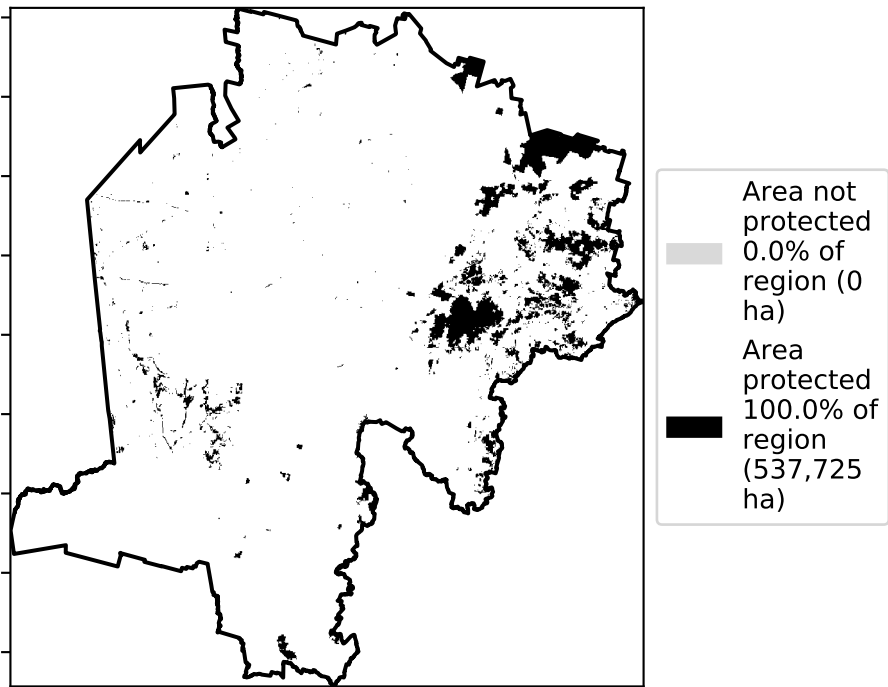 Area not
protected
0.0% of
region (0
ha)
Area
protected
100.0% of
region
(537,725
ha)